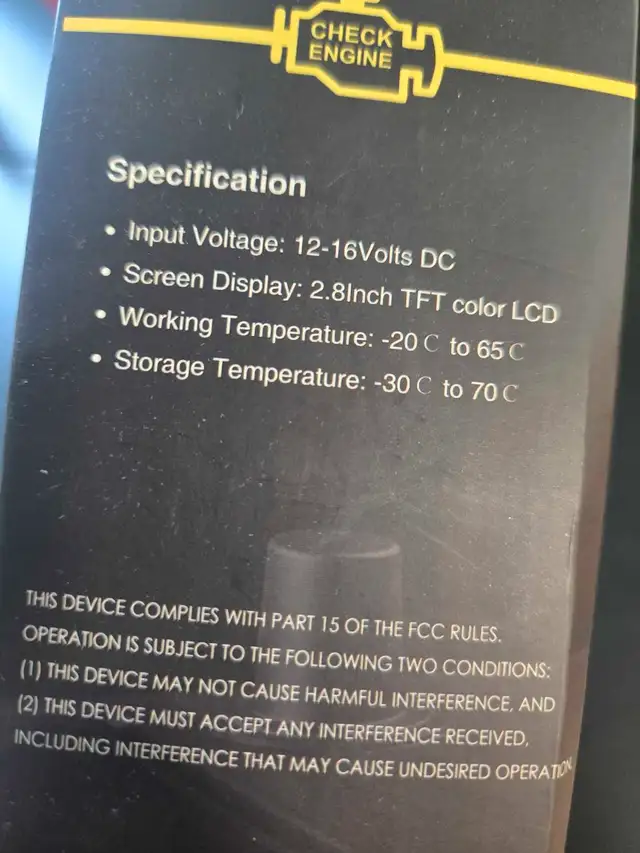 CHECK
ENGINE
Specification
• Input Voltage: 12-16Volts DC
• Screen Display: 2.8Inch TFT color LCD
• Working Temperature: -20℃ to 65℃
• Storage Temperature: -30℃ to 70℃
THIS DEVICE COMPLIES WITH PART 15 OF THE FCC RULES.
OPERATION IS SUBJECT TO THE FOLLOWING TWO CONDITIONS:
(1) THIS DEVICE MAY NOT CAUSE HARMFUL INTERFERENCE, AND
(2) THIS DEVICE MUST ACCEPT ANY INTERFERENCE RECEIVED,
INCLUDING INTERFERENCE THAT MAY CAUSE UNDESIRED OPERATION.